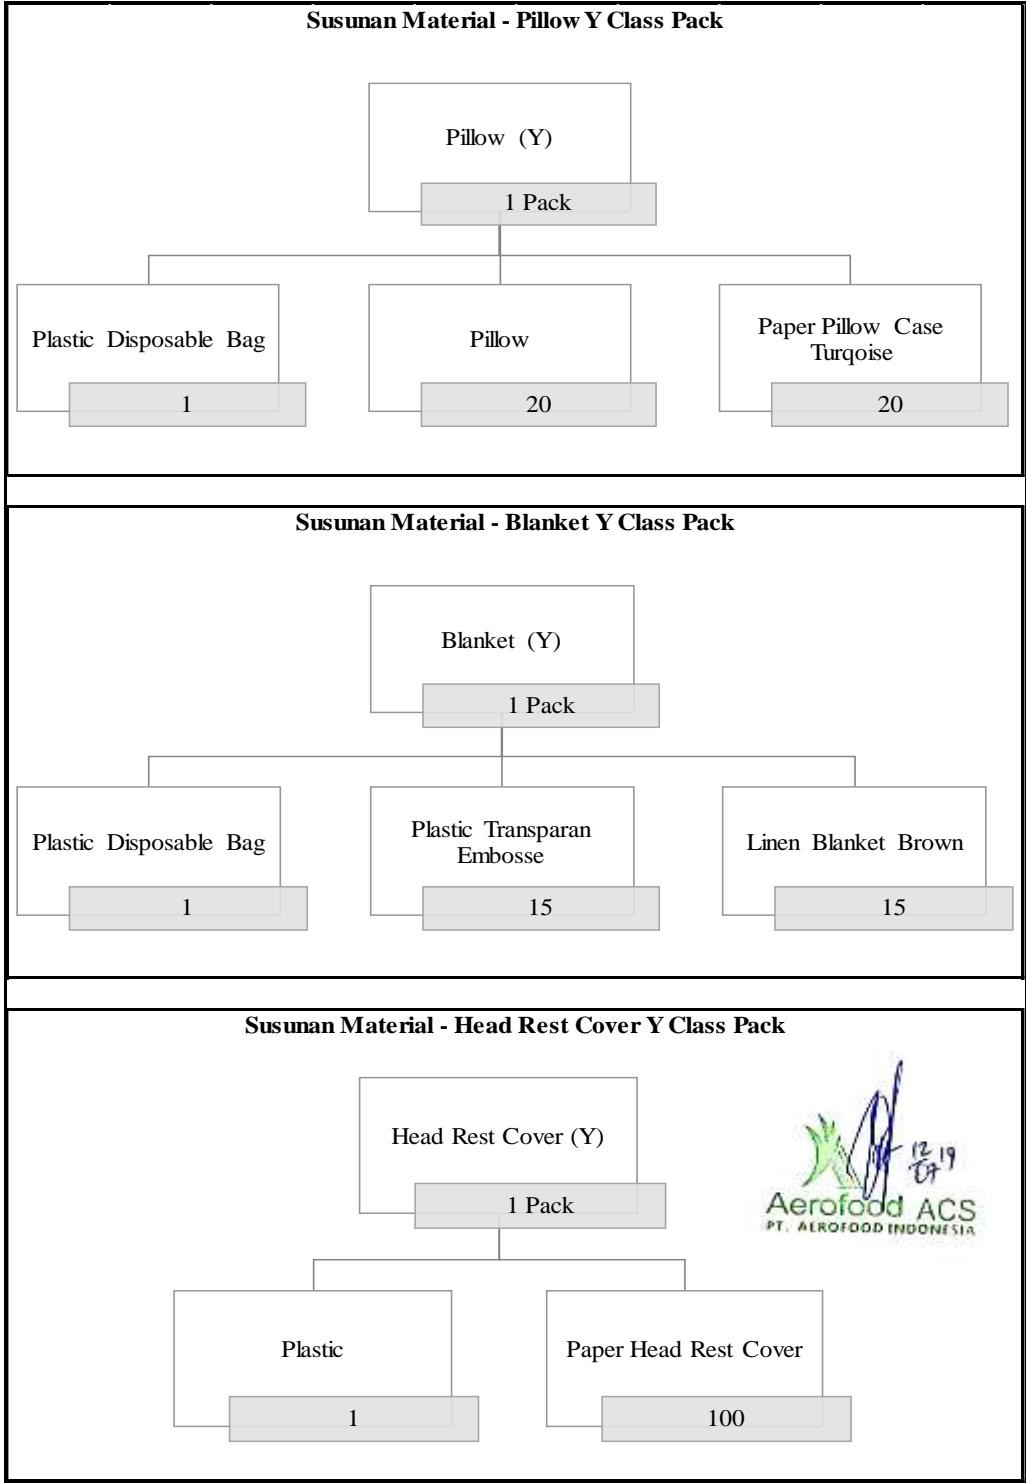 Susunan Material - Pillow Y Class Pack
Pillow (Y)
1 Pack
Plastic Disposable Bag
1
Pillow
20
Paper Pillow Case
Turqoise
20
Susunan Material - Blanket Y Class Pack
Blanket (Y)
1 Pack
Plastic Disposable Bag
1
Plastic Transparan
Embosse
15
Linen Blanket Brown
15
Susunan Material - Head Rest Cover Y Class Pack
Head Rest Cover (Y)
1 Pack
12
07 19
Aerofood ACS
PT. AEROFOOD INDONESIA
Plastic
1
Paper Head Rest Cover
100